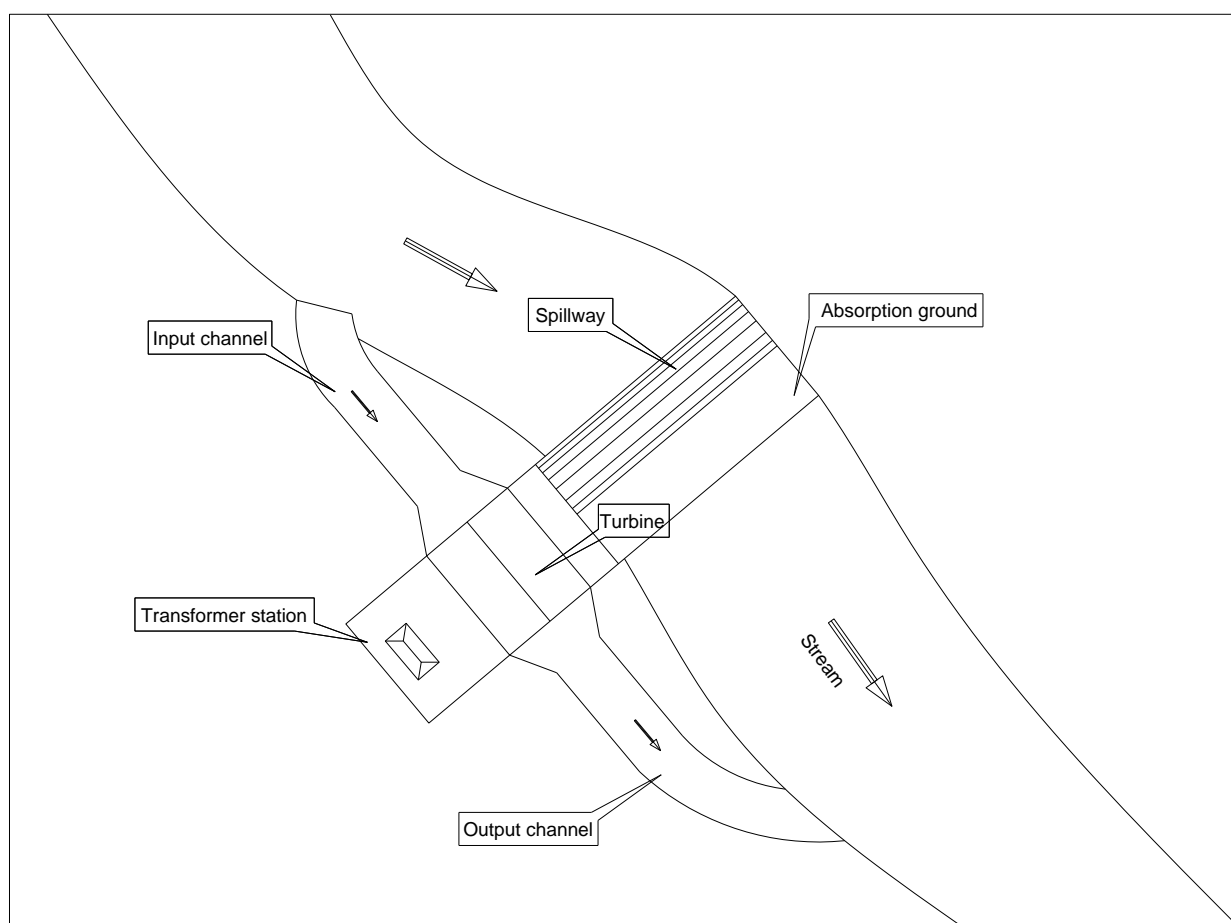 Spillway
Absorption ground
Input channel
Turbine
Transformer station
Stream
Output channel